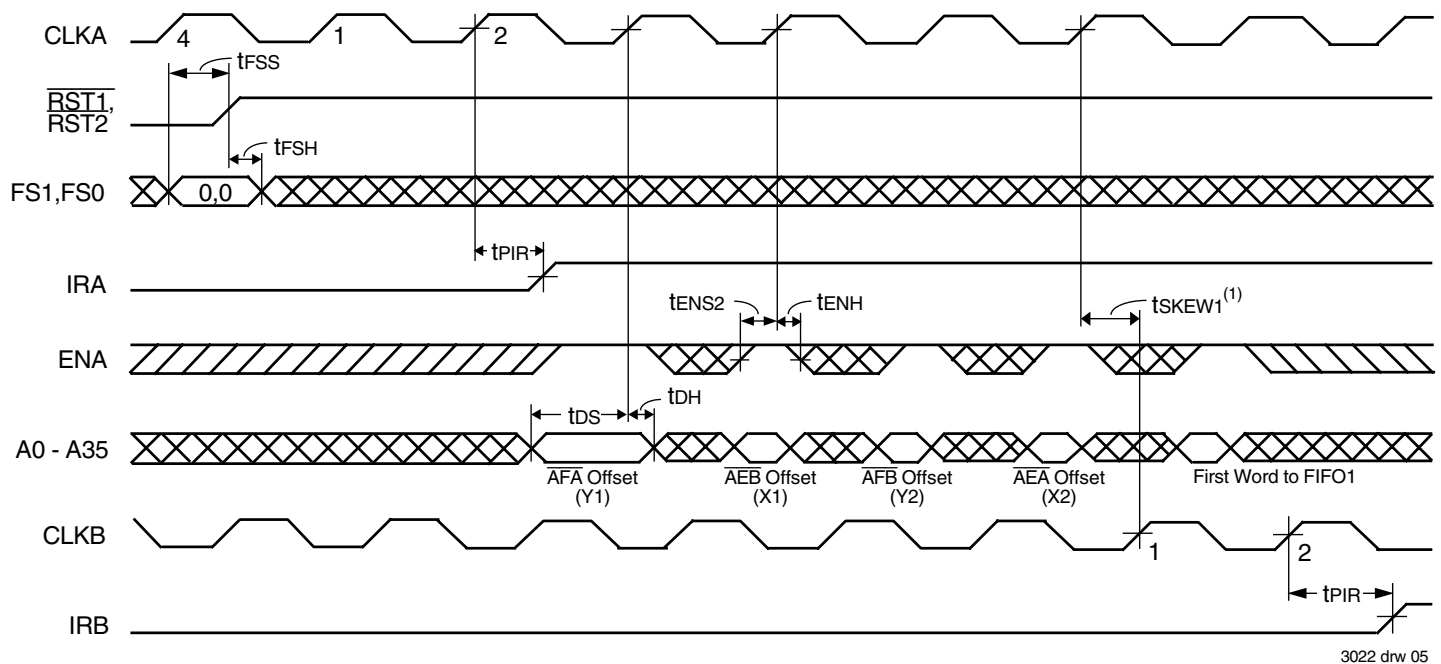 CLKA
4
1
2
tFSS
RST1,
RST2
tFSH
FS1,FS0
0,0
tPIR
IRA
tENS2
tENH
tSKEW1(1)
ENA
tDS
tDH
A0 - A35
AFA Offset
(Y1)
AEB Offset
(X1)
AFB Offset
(Y2)
AEA Offset
(X2)
First Word to FIFO1
CLKB
1
2
tPIR
IRB
3022 drw 05